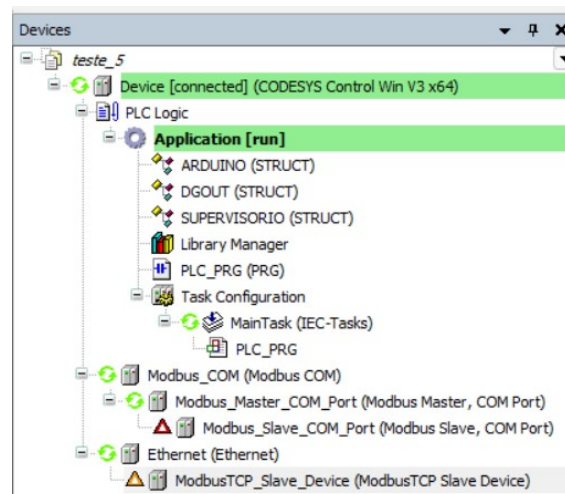 Devices
teste_5
Device [connected] (CODESYS Control Win V3 x64)
PLC Logic
Application [run]
ARDUINO (STRUCT)
DGOUT (STRUCT)
SUPERVISORIO (STRUCT)
Library Manager
PLC_PRG (PRG)
Task Configuration
MainTask (IEC-Tasks)
PLC_PRG
Modbus_COM (Modbus COM)
Modbus_Master_COM_Port (Modbus Master, COM Port)
Modbus_Slave_COM_Port (Modbus Slave, COM Port)
Ethernet (Ethernet)
ModbusTCP_Slave_Device (ModbusTCP Slave Device)